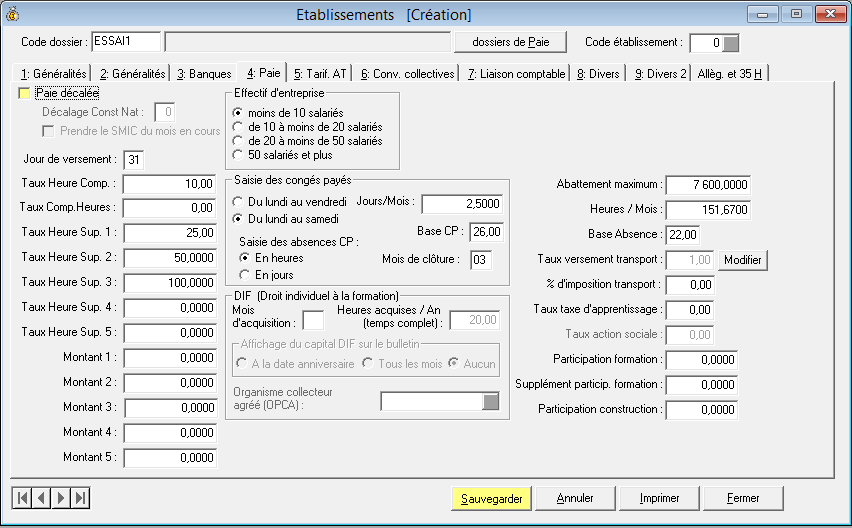 Etablissements [Création]
Code dossier : ESSAI1 dossiers de Paie Code établissement : 0
1: Généralités 2: Généralités 3: Banques 4: Paie 5: Tarif. AT 6: Conv. collectives 7: Liaison comptable 8: Divers 9: Divers 2 Allèg. et 35 H
Paie décalée
Décalage Const Nat : 0
Prendre le SMIC du mois en cours
Jour de versement : 31
Taux Heure Comp. : 10,00
Taux Comp.Heures : 0,00
Taux Heure Sup. 1 : 25,00
Taux Heure Sup. 2 : 50,0000
Taux Heure Sup. 3 : 100,0000
Taux Heure Sup. 4 : 0,0000
Taux Heure Sup. 5 : 0,0000
Montant 1 : 0,0000
Montant 2 : 0,0000
Montant 3 : 0,0000
Montant 4 : 0,0000
Montant 5 : 0,0000
Effectif d'entreprise
moins de 10 salariés
de 10 à moins de 20 salariés
de 20 à moins de 50 salariés
50 salariés et plus
Saisie des congés payés
Du lundi au vendredi Jours/Mois : 2,5000
Du lundi au samedi
Base CP : 26,00
Saisie des absences CP :
En heures Mois de clôture : 03
En jours
DIF (Droit individuel à la formation)
Mois d'acquisition :
Heures acquises / An (temps complet) : 20,00
Affichage du capital DIF sur le bulletin
A la date anniversaire Tous les mois Aucun
Organisme collecteur
agréé (OPCA) :
Abattement maximum : 7 600,0000
Heures / Mois : 151,6700
Base Absence : 22,00
Taux versement transport : 1,00 Modifier
% d'imposition transport : 0,00
Taux taxe d'apprentissage : 0,00
Taux action sociale : 0,00
Participation formation : 0,0000
Supplément particip. formation : 0,0000
Participation construction : 0,0000
Sauvegarder Annuler Imprimer Fermer